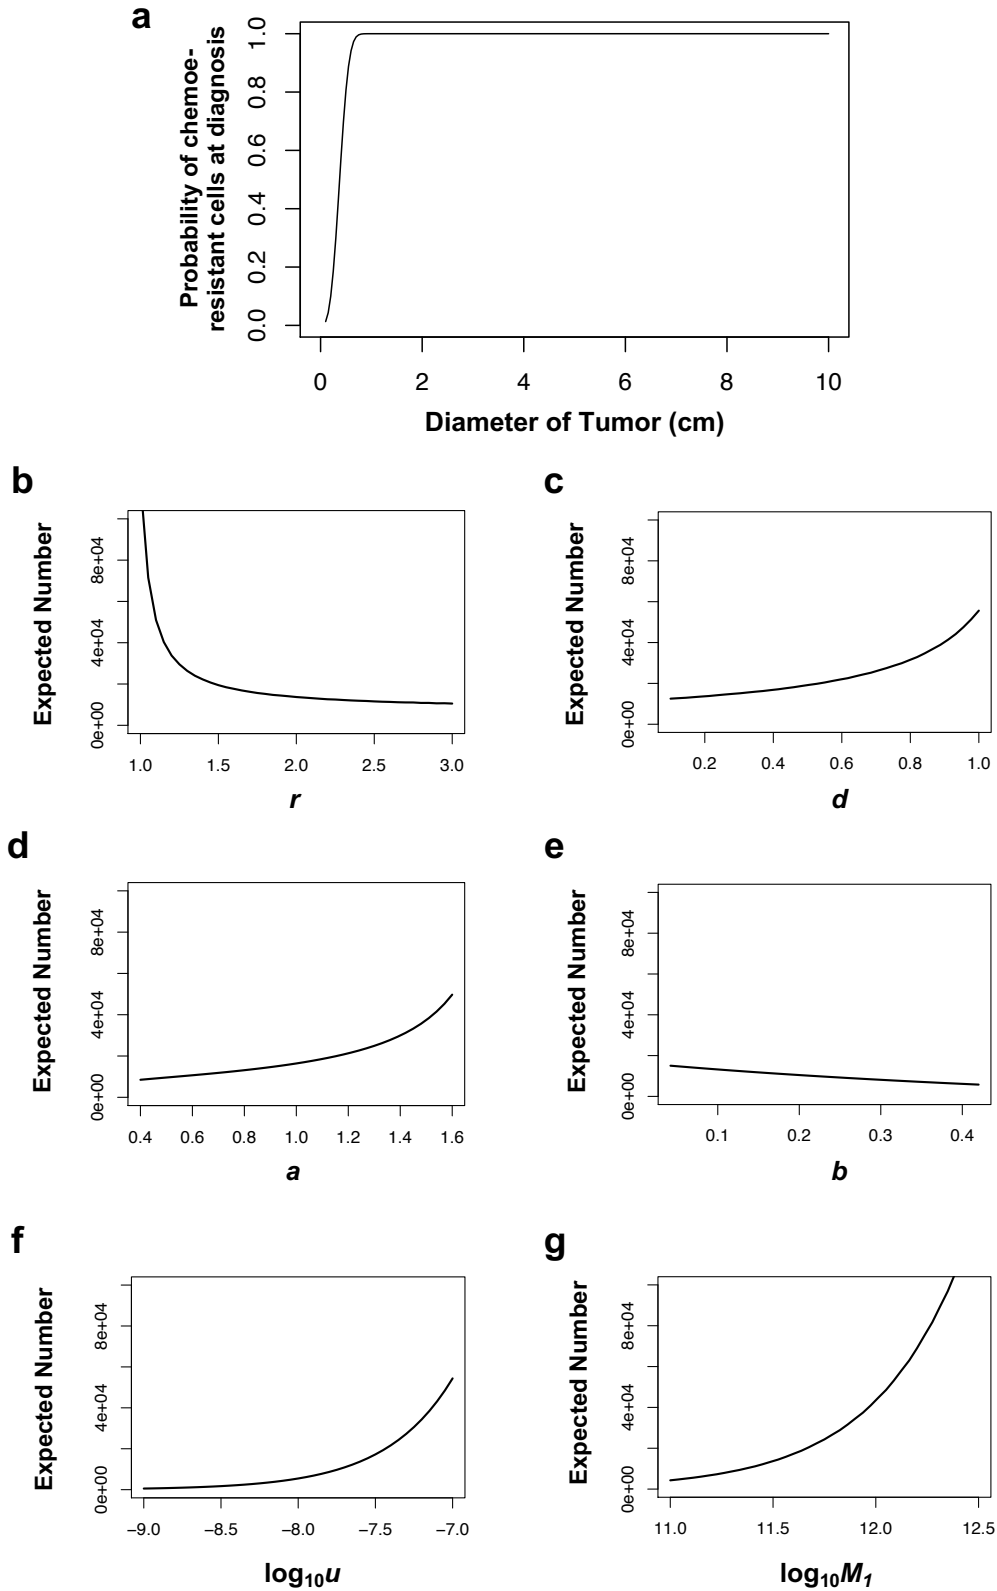 a
Probability of chemoe-
resistant cells at diagnosis
0.0 0.2 0.4 0.6 0.8 1.0
0 2 4 6 8 10
Diameter of Tumor (cm)
b
Expected Number
0e+00 4e+04 8e+04
1.0 1.5 2.0 2.5 3.0
r
c
Expected Number
0e+00 4e+04 8e+04
0.2 0.4 0.6 0.8 1.0
d
d
Expected Number
0e+00 4e+04 8e+04
0.4 0.6 0.8 1.0 1.2 1.4 1.6
a
e
Expected Number
0e+00 4e+04 8e+04
0.1 0.2 0.3 0.4
b
f
Expected Number
0e+00 4e+04 8e+04
−9.0 −8.5 −8.0 −7.5 −7.0
log₁₀u
g
Expected Number
0e+00 4e+04 8e+04
11.0 11.5 12.0 12.5
log₁₀M₁